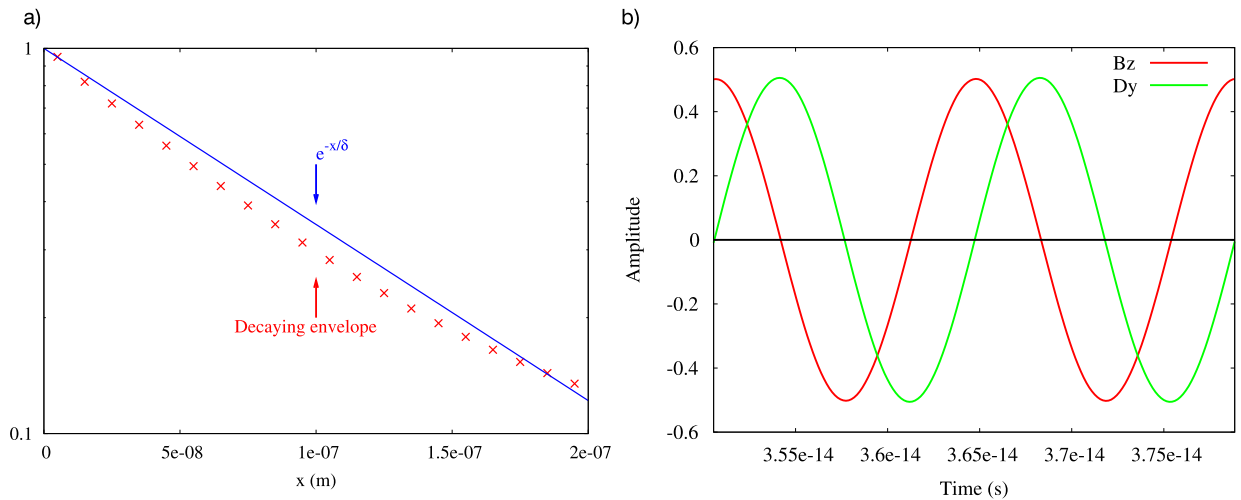 a)
1
0.1
0
5e-08
1e-07
1.5e-07
2e-07
x (m)
e^-x/δ
Decaying envelope
b)
0.6
0.4
0.2
0
-0.2
-0.4
-0.6
Amplitude
3.55e-14
3.6e-14
3.65e-14
3.7e-14
3.75e-14
Time (s)
Bz
Dy